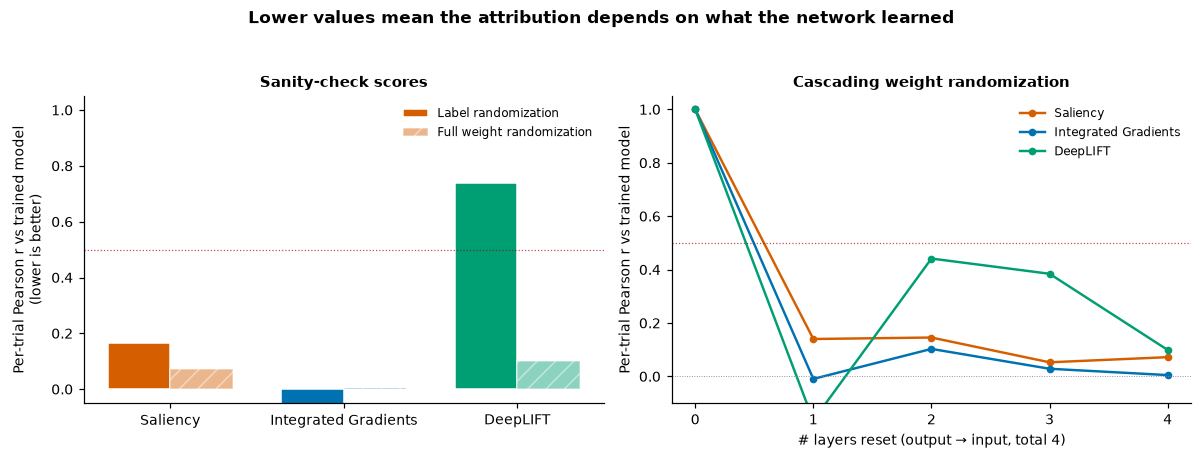 Lower values mean the attribution depends on what the network learned
Sanity-check scores
Per-trial Pearson r vs trained model
(lower is better)
1.0
0.8
0.6
0.4
0.2
0.0
Label randomization
Full weight randomization
Saliency
Integrated Gradients
DeepLIFT
Cascading weight randomization
Per-trial Pearson r vs trained model
1.0
0.8
0.6
0.4
0.2
0.0
Saliency
Integrated Gradients
DeepLIFT
0
1
2
3
4
# layers reset (output → input, total 4)